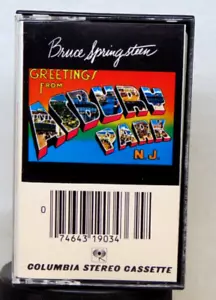 Bruce Springsteen
GREETINGS
FROM
ASBURY
PARK
N.J.
0
74643 19034
COLUMBIA STEREO CASSETTE